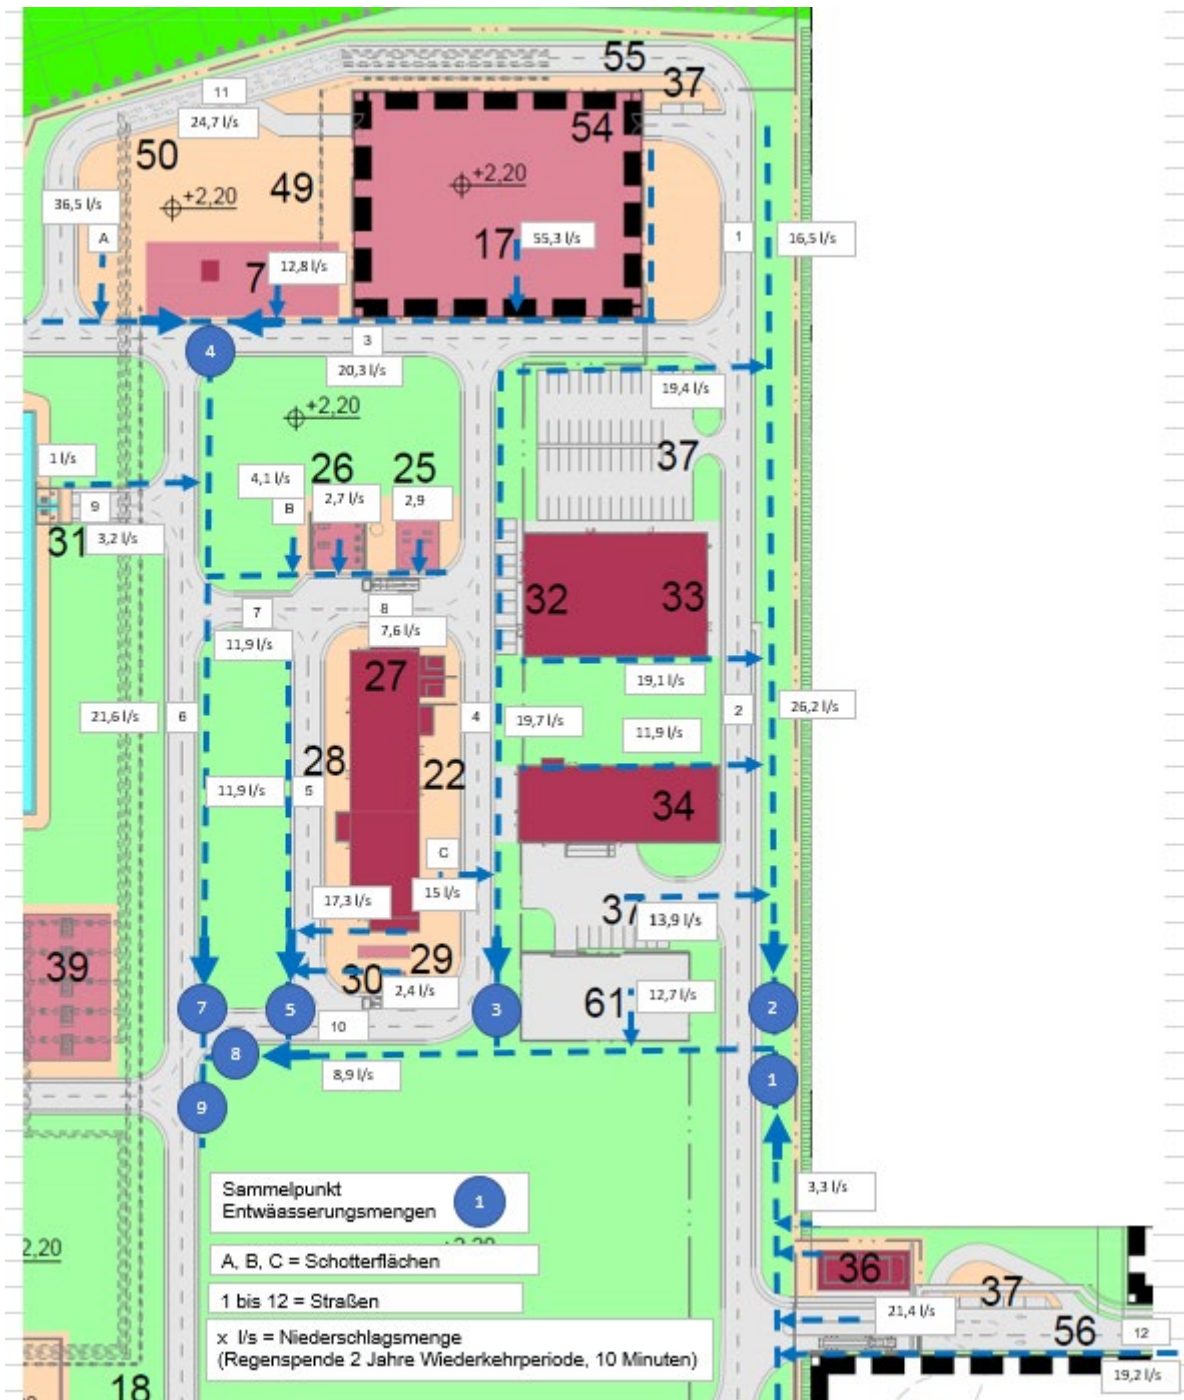 55
37
11
24,7 l/s
54
50
+2,20
49
+2,20
36,5 l/s
A
17
55,3 l/s
1
16,5 l/s
7
12,8 l/s
4
3
20,3 l/s
19,4 l/s
+2,20
1 l/s
37
26
25
4,1 l/s
2,7 l/s
2,9
B
9
31
3,2 l/s
32
33
8
7
7,6 l/s
11,9 l/s
27
19,1 l/s
21,6 l/s
6
4
19,7 l/s
2
26,2 l/s
11,9 l/s
28
22
11,9 l/s
5
34
C
17,3 l/s
15 l/s
37
13,9 l/s
39
29
30
2,4 l/s
61
12,7 l/s
7
5
3
2
10
8
8,9 l/s
1
9
Sammelpunkt
Entwäasserungsmengen
1
3,3 l/s
2,20
+2,20
A, B, C = Schotterflächen
36
37
1 bis 12 = Straßen
21,4 l/s
56
12
x l/s = Niederschlagsmenge
(Regenspende 2 Jahre Wiederkehrperiode, 10 Minuten)
19,2 l/s
18